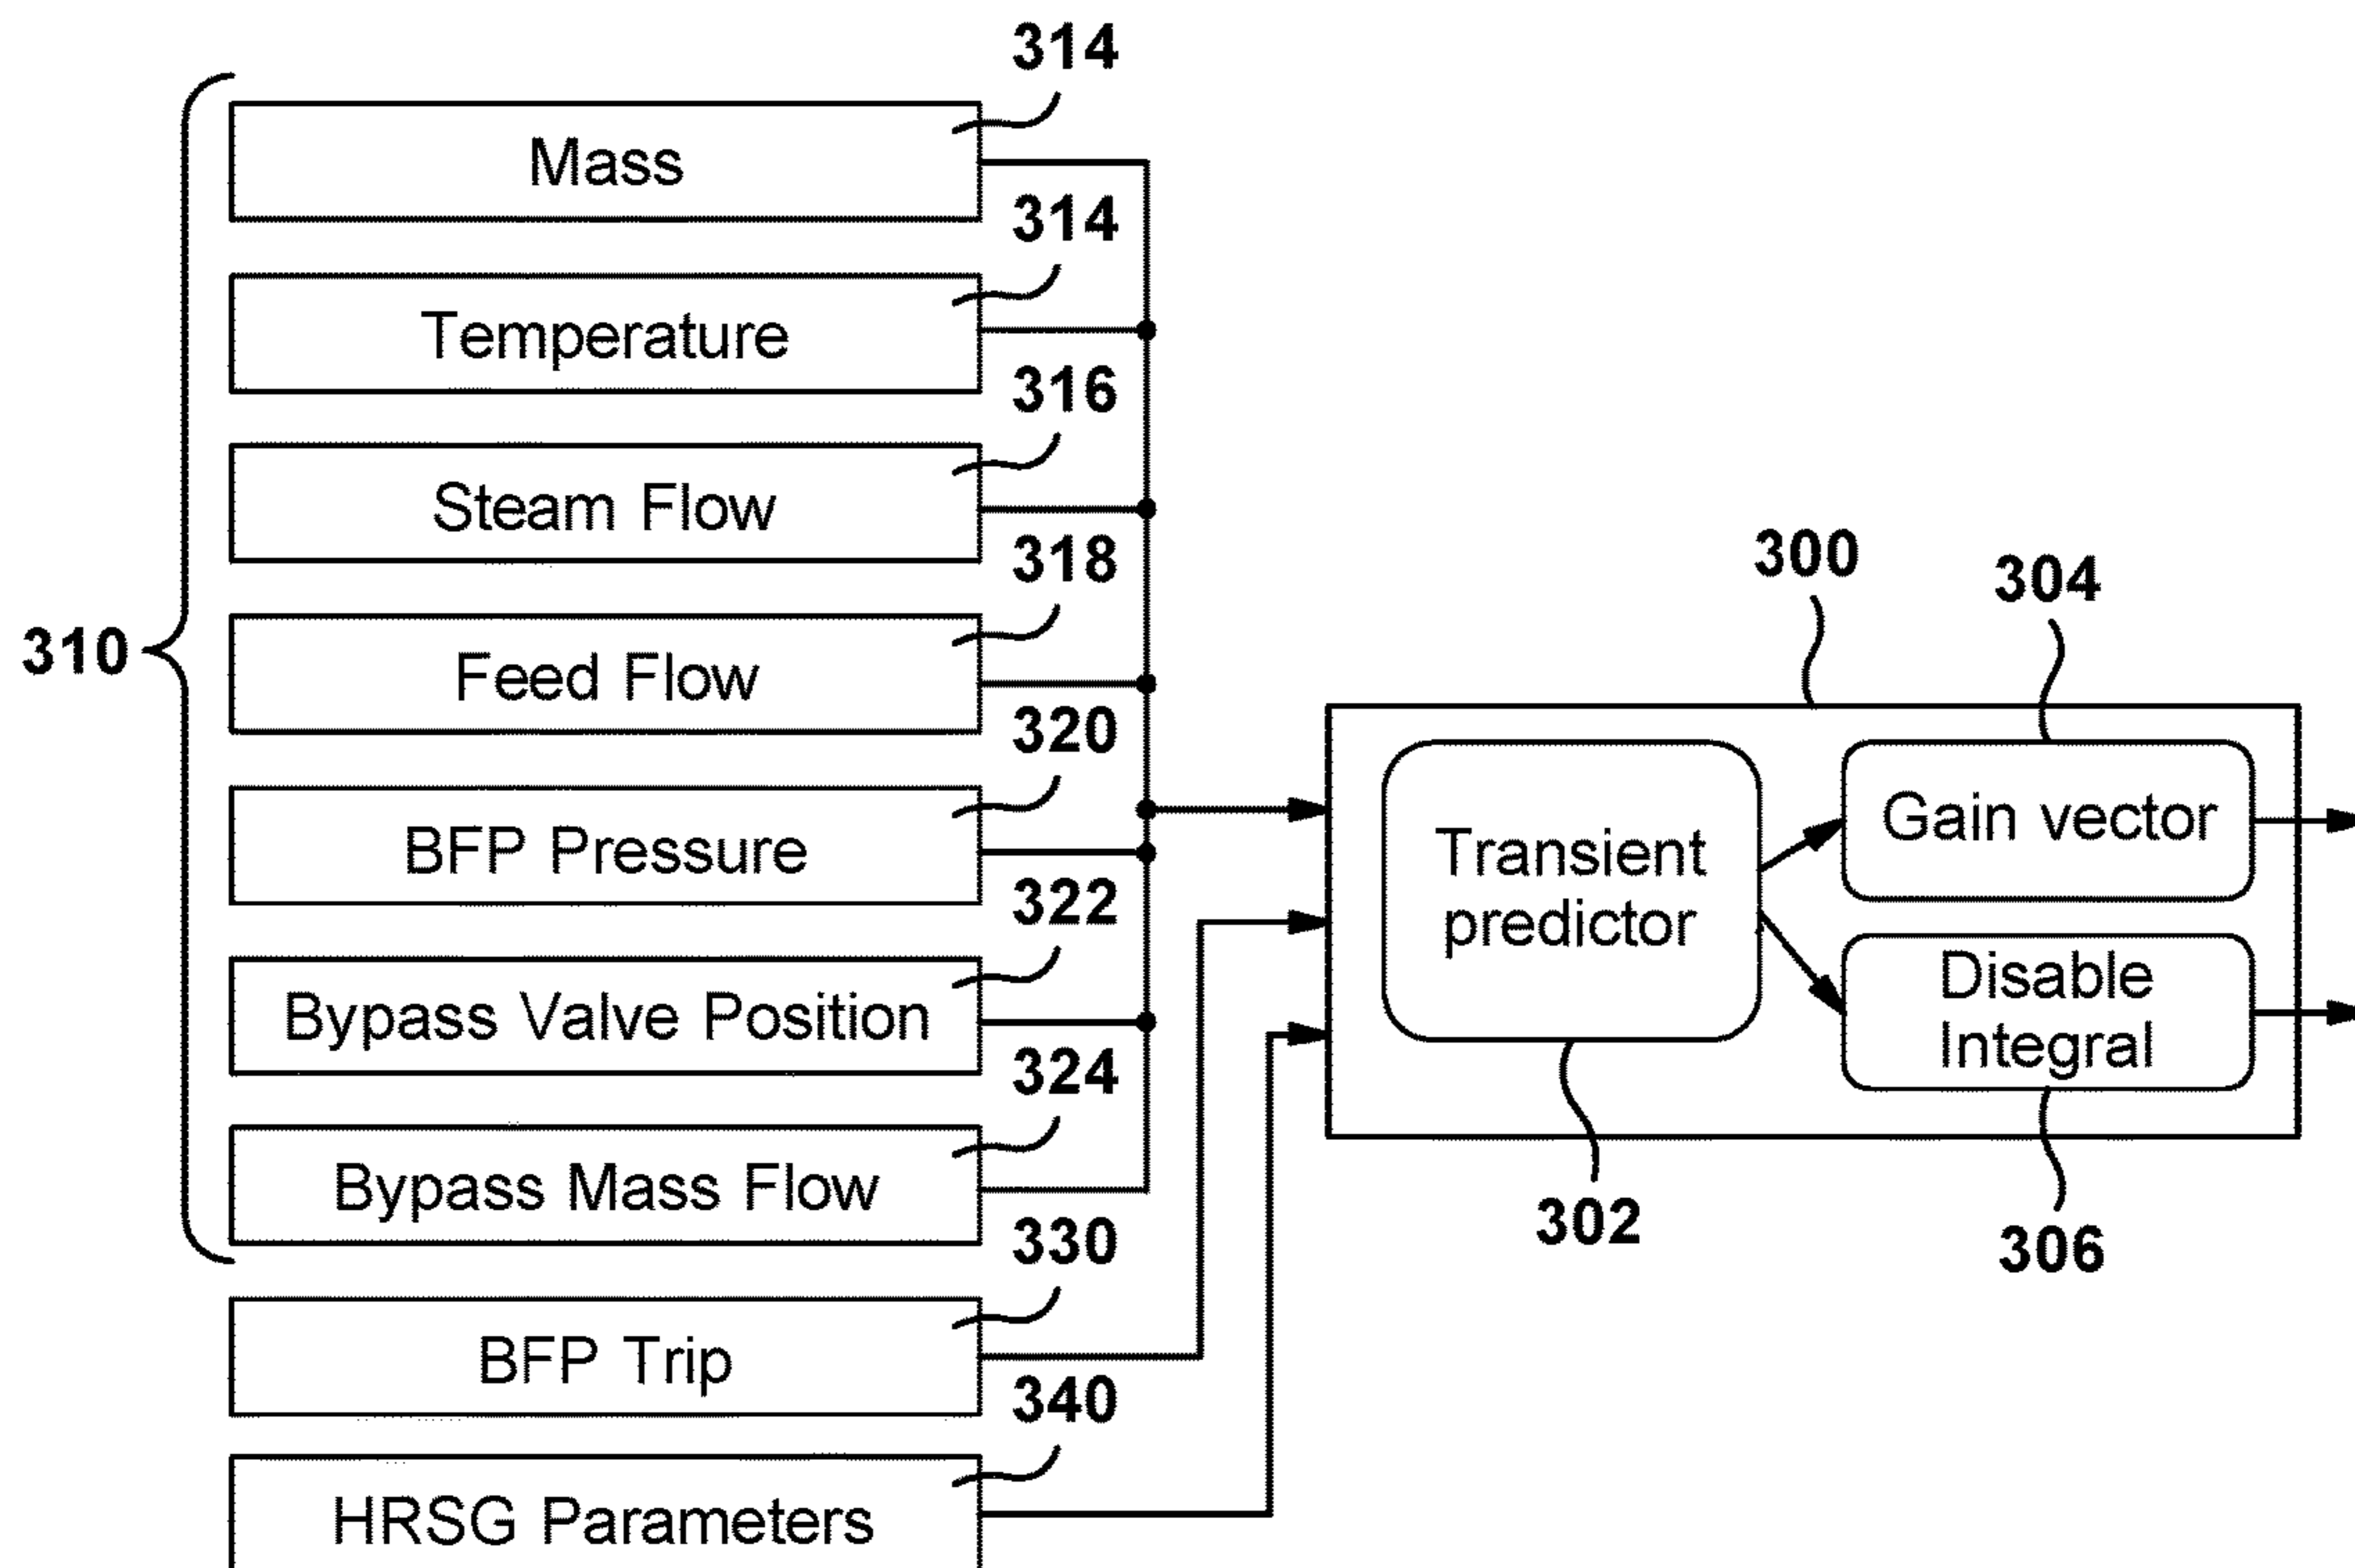 314
Mass
314
Temperature
316
Steam Flow
318
Feed Flow
310
320
BFP Pressure
322
Bypass Valve Position
324
Bypass Mass Flow
330
BFP Trip
340
HRSG Parameters
300
304
Transient
predictor
Gain vector
Disable
Integral
302
306